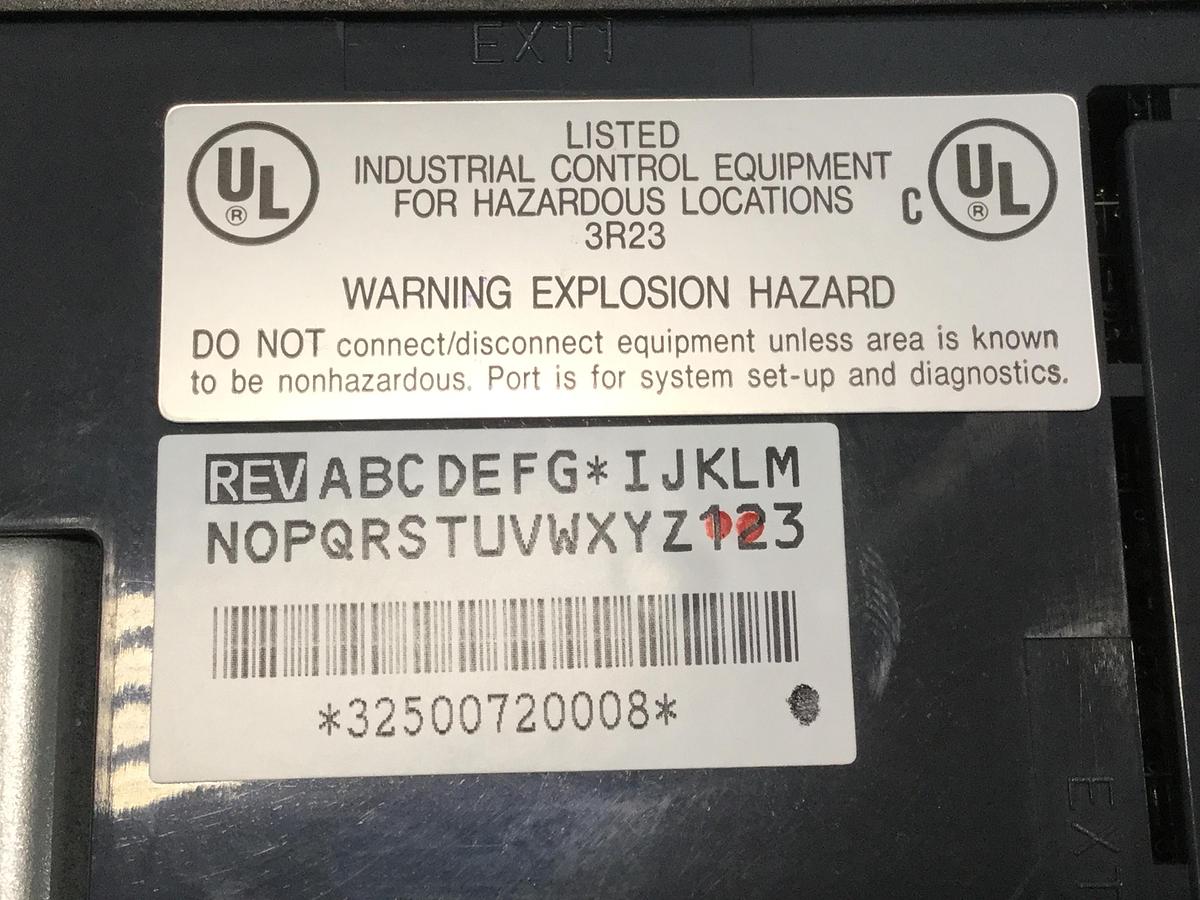 EXT1
UL ®
LISTED
INDUSTRIAL CONTROL EQUIPMENT
FOR HAZARDOUS LOCATIONS
3R23
C UL ®
WARNING EXPLOSION HAZARD
DO NOT connect/disconnect equipment unless area is known
to be nonhazardous. Port is for system set-up and diagnostics.
REV ABCDEFG*IJKLM
NOPQRSTUVWXYZ123
*32500720008*
EXT